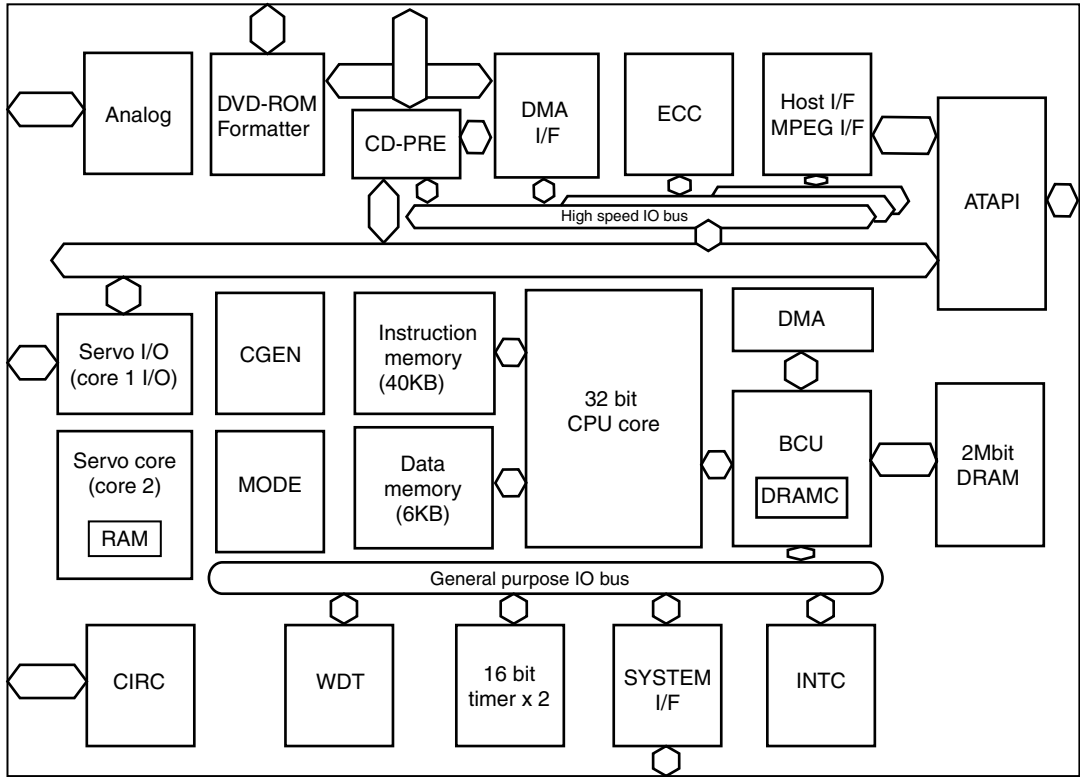 Analog
DVD-ROM
Formatter
CD-PRE
DMA
I/F
ECC
Host I/F
MPEG I/F
ATAPI
High speed IO bus
Servo I/O
(core 1 I/O)
CGEN
Instruction
memory
(40KB)
32 bit
CPU core
DMA
Servo core
(core 2)
RAM
MODE
Data
memory
(6KB)
BCU
DRAMC
2Mbit
DRAM
General purpose IO bus
CIRC
WDT
16 bit
timer x 2
SYSTEM
I/F
INTC